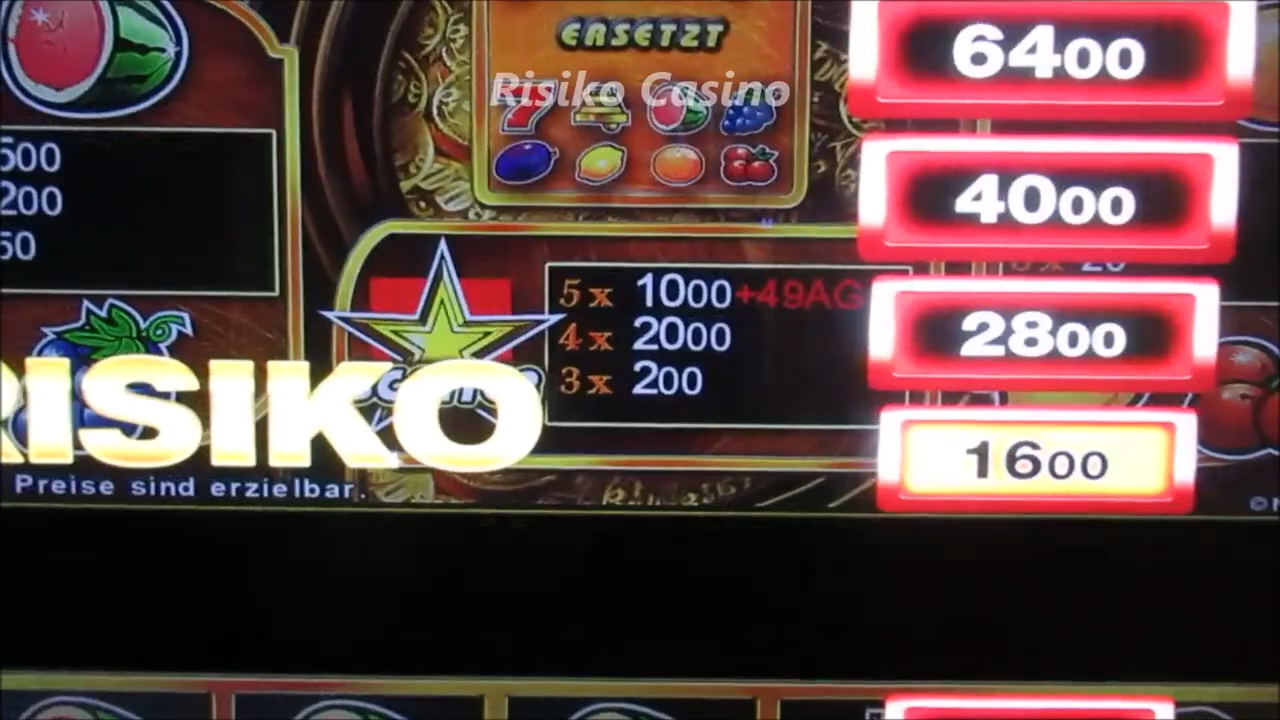 ERSETZT
Risiko Casino
6400
4000
2800
1600
500
200
50
5x 1000+49AG
4x 2000
3x 200
RISIKO
Preise sind erzielbar.